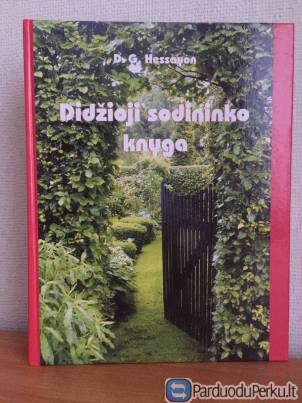 D. G. Hessayon
Didžioji sodininko
knyga
ParduoduPerku.lt